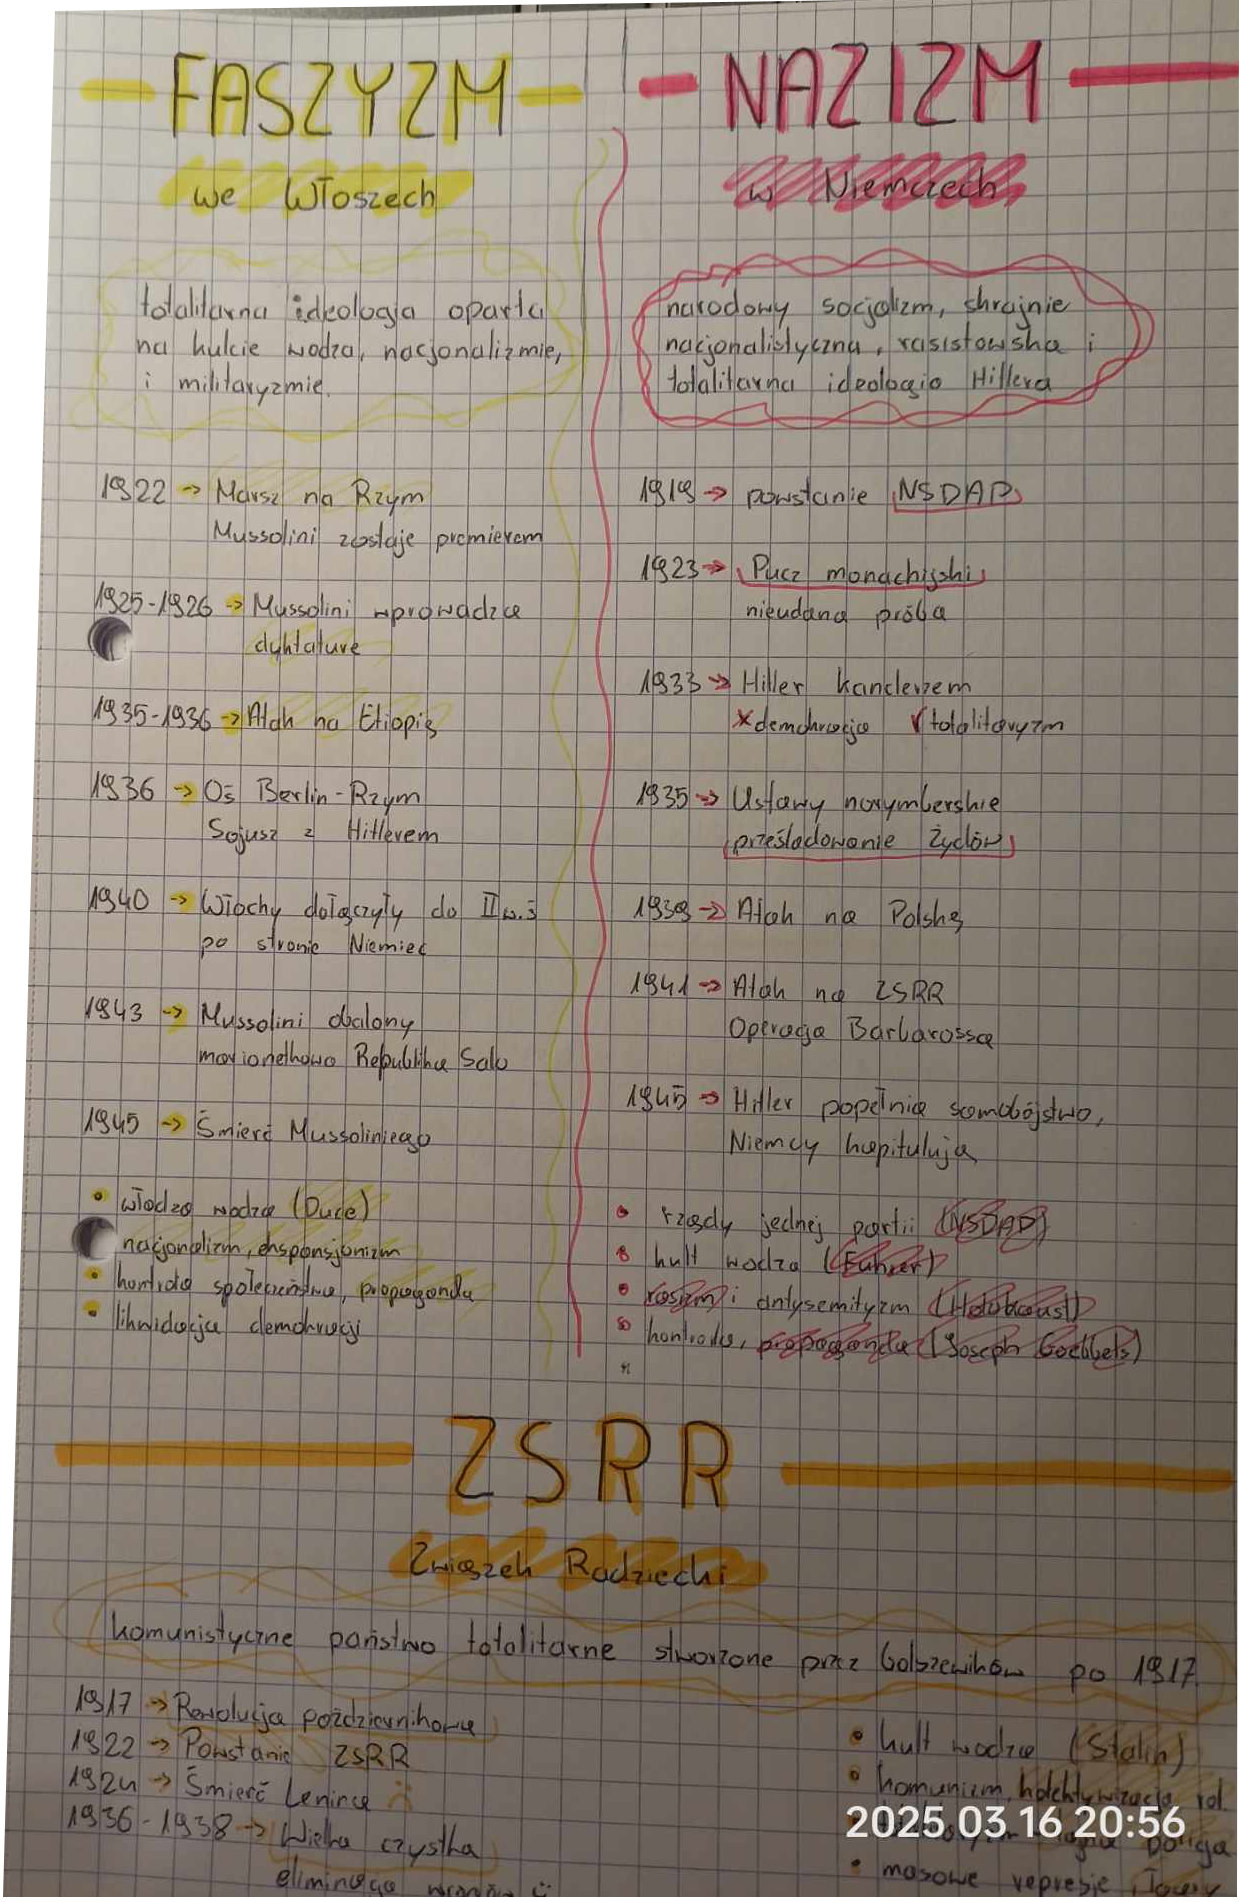 FASZYZM
we Włoszech
totalitarna ideologia oparta
na kulcie wodza, nacjonalizmie,
i militaryzmie.
1922 → Marsz na Rzym
Mussolini zostaje premierem
1925-1926 → Mussolini wprowadza
dyktaturę
1935-1936 → Atak na Etiopię
1936 → Oś Berlin-Rzym
Sojusz z Hitlerem
1940 → Włochy dołączyły do II w.ś
po stronie Niemiec
1943 → Mussolini obalony
marionetkowa Republika Salo
1945 → Śmierć Mussoliniego
• władza wodza (Duce)
nacjonalizm, ekspansjonizm
• kontrola społeczeństwa, propaganda
• likwidacja demokracji
NAZIZM
w Niemczech
narodowy socjalizm, skrajnie
nacjonalistyczna, rasistowska i
totalitarna ideologia Hitlera
1919 → powstanie NSDAP
1923 → Pucz monachijski
nieudana próba
1933 → Hitler kanclerzem
x demokracja √ totalitaryzm
1935 → Ustawy norymberskie
prześladowanie Żydów
1939 → Atak na Polskę
1941 → Atak na ZSRR
Operacja Barbarossa
1945 → Hitler popełnia samobójstwo,
Niemcy kapitulują
• rządy jednej partii (NSDAP)
• kult wodza (Führer)
• rasizm i antysemityzm (Holokaust)
• kontrola, propaganda (Joseph Goebbels)
ZSRR
Związek Radziecki
komunistyczne państwo totalitarne stworzone przez bolszewików po 1917.
1917 → Rewolucja październikowa
1922 → Powstanie ZSRR
1924 → Śmierć Lenina
1936-1938 → Wielka czystka
eliminacja wrogów
• kult wodza (Stalin)
• komunizm, kolektywizacja rol.
• tajna policja
• masowe represje
2025.03.16 20:56